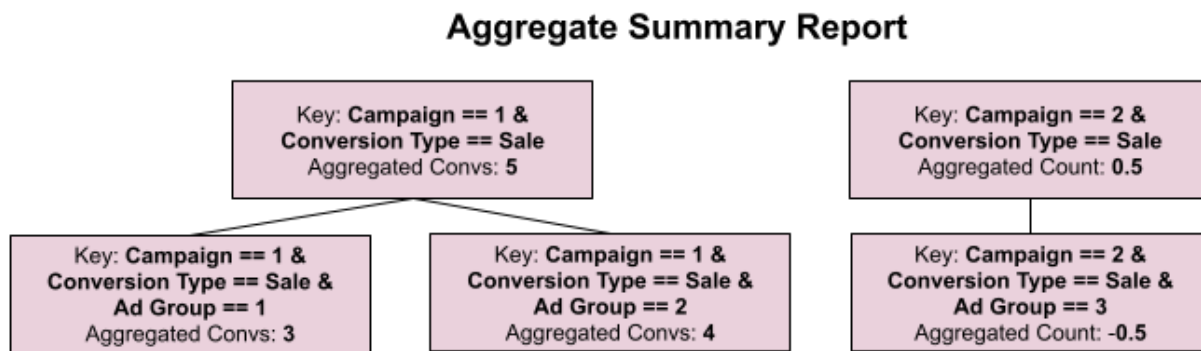 Aggregate Summary Report
Key: Campaign == 1 &
Conversion Type == Sale
Aggregated Convs: 5
Key: Campaign == 2 &
Conversion Type == Sale
Aggregated Count: 0.5
Key: Campaign == 1 &
Conversion Type == Sale &
Ad Group == 1
Aggregated Convs: 3
Key: Campaign == 1 &
Conversion Type == Sale &
Ad Group == 2
Aggregated Convs: 4
Key: Campaign == 2 &
Conversion Type == Sale &
Ad Group == 3
Aggregated Count: -0.5